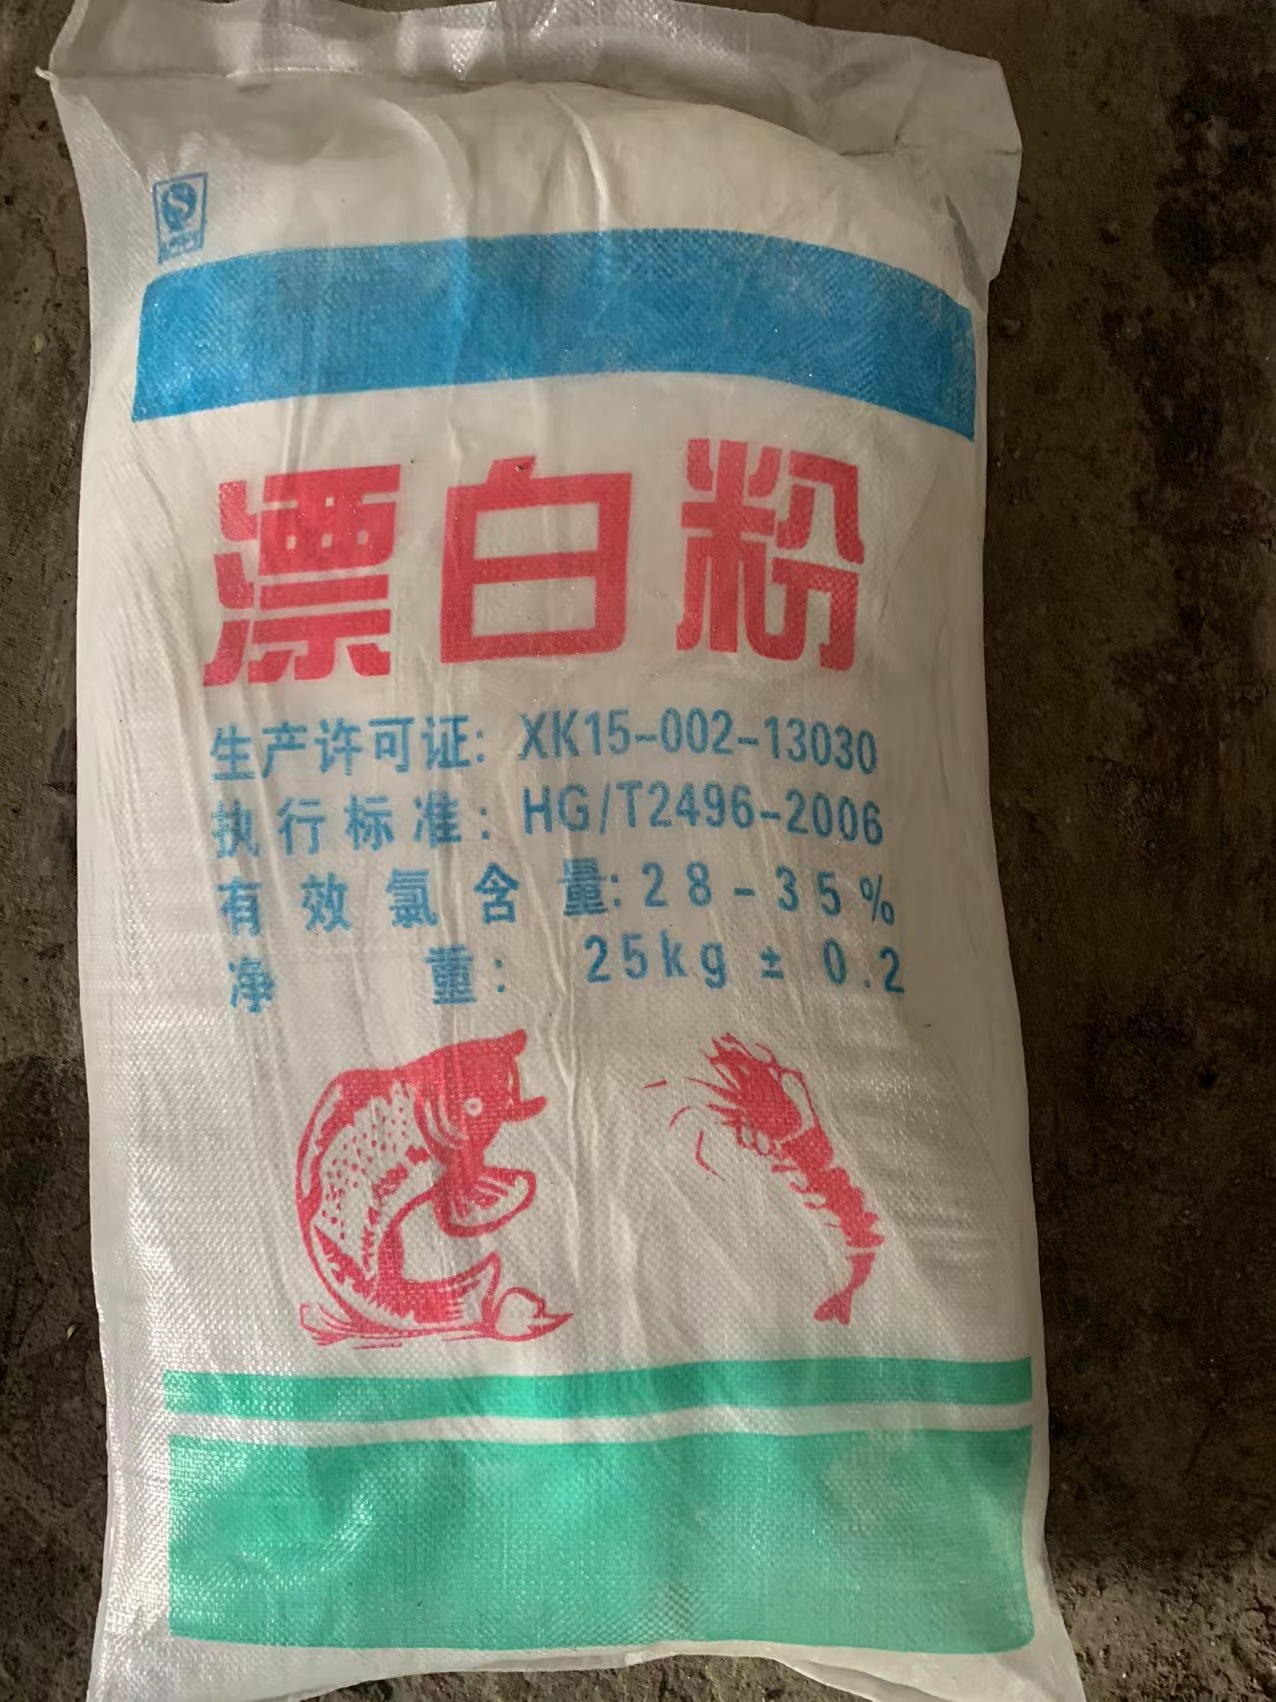 漂白粉
生产许可证: XK15-002-13030
执行标准: HG/T2496-2006
有效氯含量: 28-35%
净重: 25kg ± 0.2